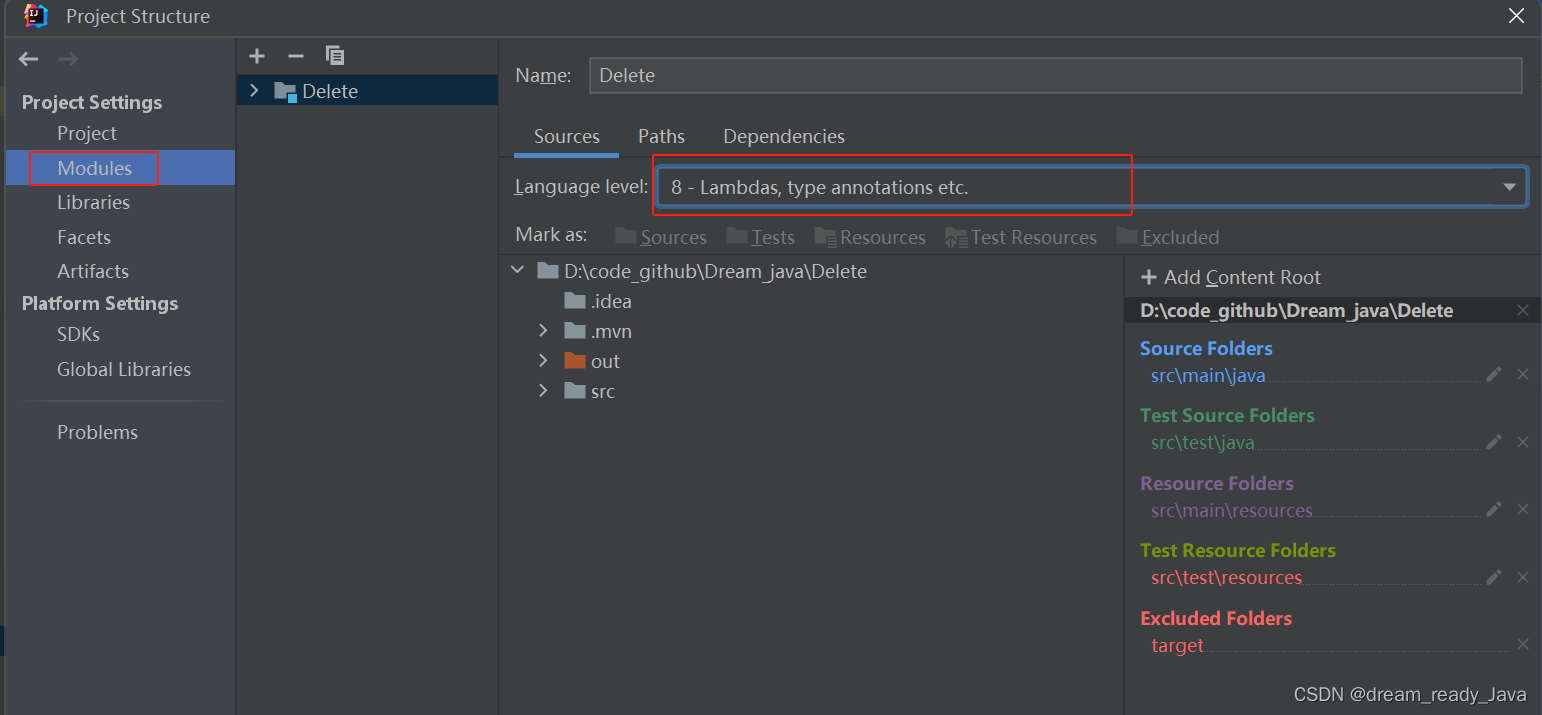 Project Structure
Project Settings
Project
Modules
Libraries
Facets
Artifacts
Platform Settings
SDKs
Global Libraries
Problems
Delete
Name: Delete
Sources Paths Dependencies
Language level: 8 - Lambdas, type annotations etc.
Mark as: Sources Tests Resources Test Resources Excluded
D:\code_github\Dream_java\Delete
.idea
.mvn
out
src
+ Add Content Root
D:\code_github\Dream_java\Delete
Source Folders
src\main\java
Test Source Folders
src\test\java
Resource Folders
src\main\resources
Test Resource Folders
src\test\resources
Excluded Folders
target
CSDN @dream_ready_Java